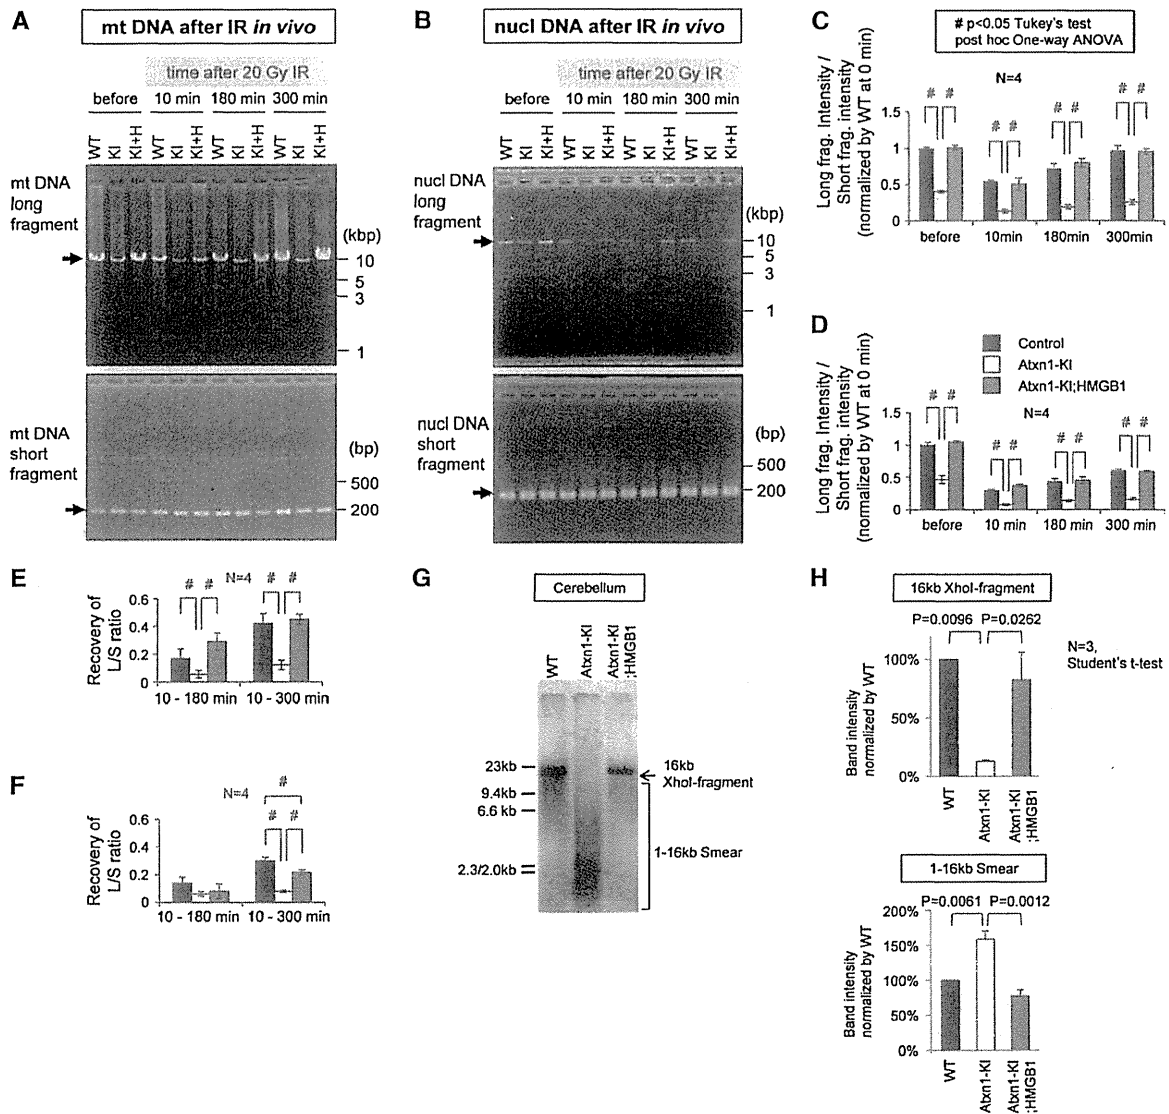 A
mt DNA after IR in vivo
time after 20 Gy IR
before 10 min 180 min 300 min
WT KI KI+H WT KI KI+H WT KI KI+H WT KI KI+H
mt DNA
long
fragment
(kbp)
10
5
3
1
mt DNA
short
fragment
(bp)
500
200
B
nucl DNA after IR in vivo
time after 20 Gy IR
before 10 min 180 min 300 min
WT KI KI+H WT KI KI+H WT KI KI+H WT KI KI+H
nucl DNA
long
fragment
(kbp)
10
5
3
1
nucl DNA
short
fragment
(bp)
500
200
C
# p<0.05 Tukey's test
post hoc One-way ANOVA
N=4
# # # # # # # #
Long frag. Intensity /
Short frag. intensity
(normalized by WT at 0 min)
1.5
1
0.5
0
before 10min 180min 300min
D
Control
Atxn1-KI
Atxn1-KI;HMGB1
N=4
# # # # # # # #
Long frag. Intensity /
Short frag. intensity
(normalized by WT at 0 min)
1.5
1
0.5
0
before 10 min 180 min 300 min
E
N=4
# # # #
Recovery of
L/S ratio
0.6
0.4
0.2
0
10 - 180 min 10 - 300 min
F
N=4
#
# #
Recovery of
L/S ratio
0.6
0.4
0.2
0
10 - 180 min 10 - 300 min
G
Cerebellum
WT
Atxn1-KI
Atxn1-KI
;HMGB1
23kb
9.4kb
6.6 kb
2.3/2.0kb
16kb
XhoI-fragment
1-16kb Smear
H
16kb XhoI-fragment
P=0.0096 P=0.0262
N=3,
Student's t-test
Band intensity
normalized by WT
100%
50%
0%
WT
Atxn1-KI
Atxn1-KI
;HMGB1
1-16kb Smear
P=0.0061 P=0.0012
Band intensity
normalized by WT
200%
150%
100%
50%
0%
WT
Atxn1-KI
Atxn1-KI
;HMGB1